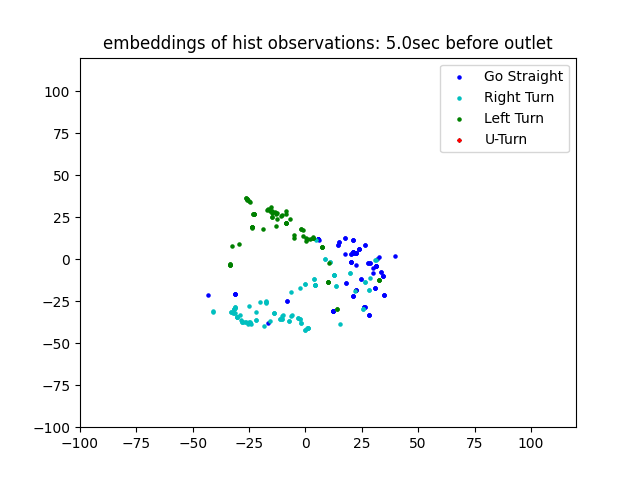 embeddings of hist observations: 5.0sec before outlet
Go Straight
Right Turn
Left Turn
U-Turn
100
75
50
25
0
−25
−50
−75
−100
−100 −75 −50 −25 0 25 50 75 100